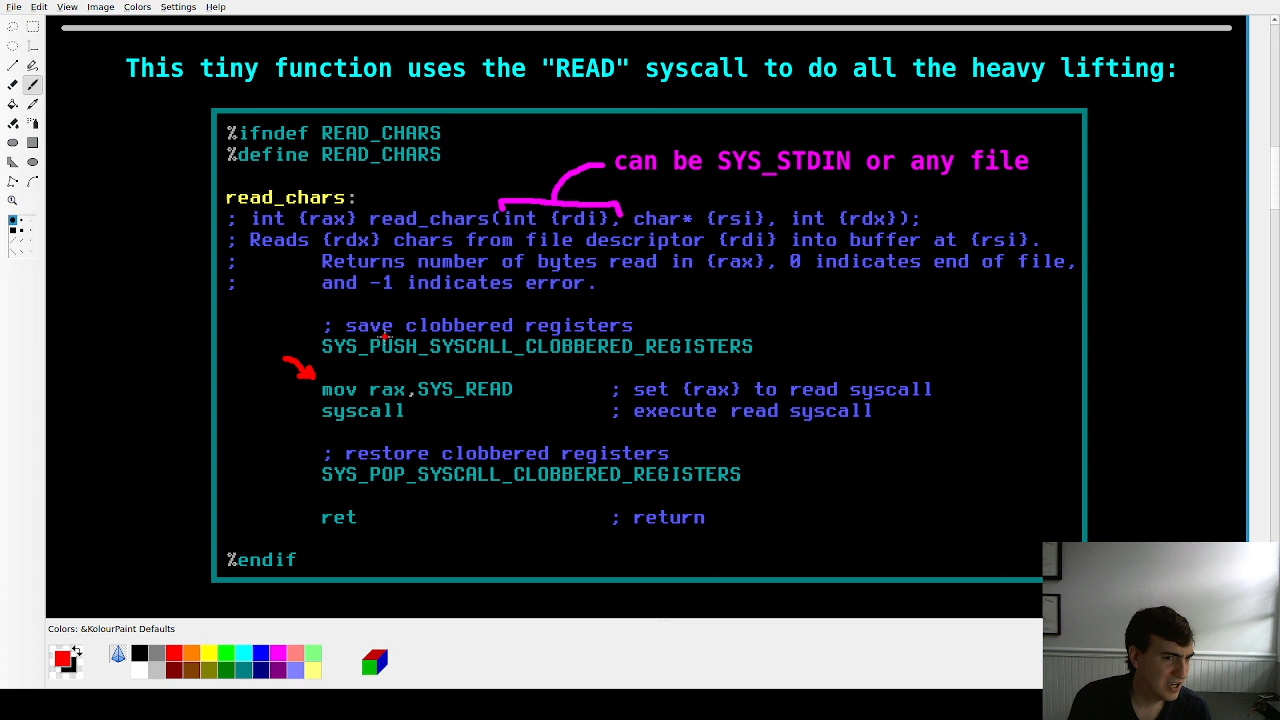 File Edit View Image Colors Settings Help
This tiny function uses the "READ" syscall to do all the heavy lifting:
%ifndef READ_CHARS
%define READ_CHARS
can be SYS_STDIN or any file
read_chars:
; int {rax} read_chars(int {rdi}, char* {rsi}, int {rdx});
; Reads {rdx} chars from file descriptor {rdi} into buffer at {rsi}.
; Returns number of bytes read in {rax}, 0 indicates end of file,
; and -1 indicates error.
; save clobbered registers
SYS_PUSH_SYSCALL_CLOBBERED_REGISTERS
mov rax,SYS_READ ; set {rax} to read syscall
syscall ; execute read syscall
; restore clobbered registers
SYS_POP_SYSCALL_CLOBBERED_REGISTERS
ret ; return
%endif
Colors: &KolourPaint Defaults